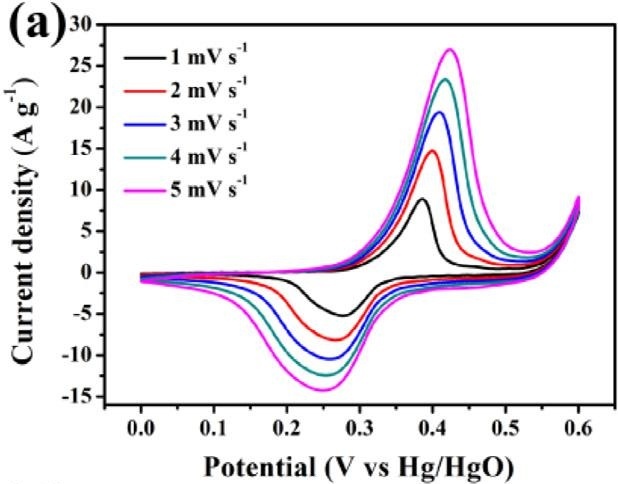 (a)
Current density (A g-1)
30
25
20
15
10
5
0
-5
-10
-15
1 mV s-1
2 mV s-1
3 mV s-1
4 mV s-1
5 mV s-1
0.0 0.1 0.2 0.3 0.4 0.5 0.6
Potential (V vs Hg/HgO)